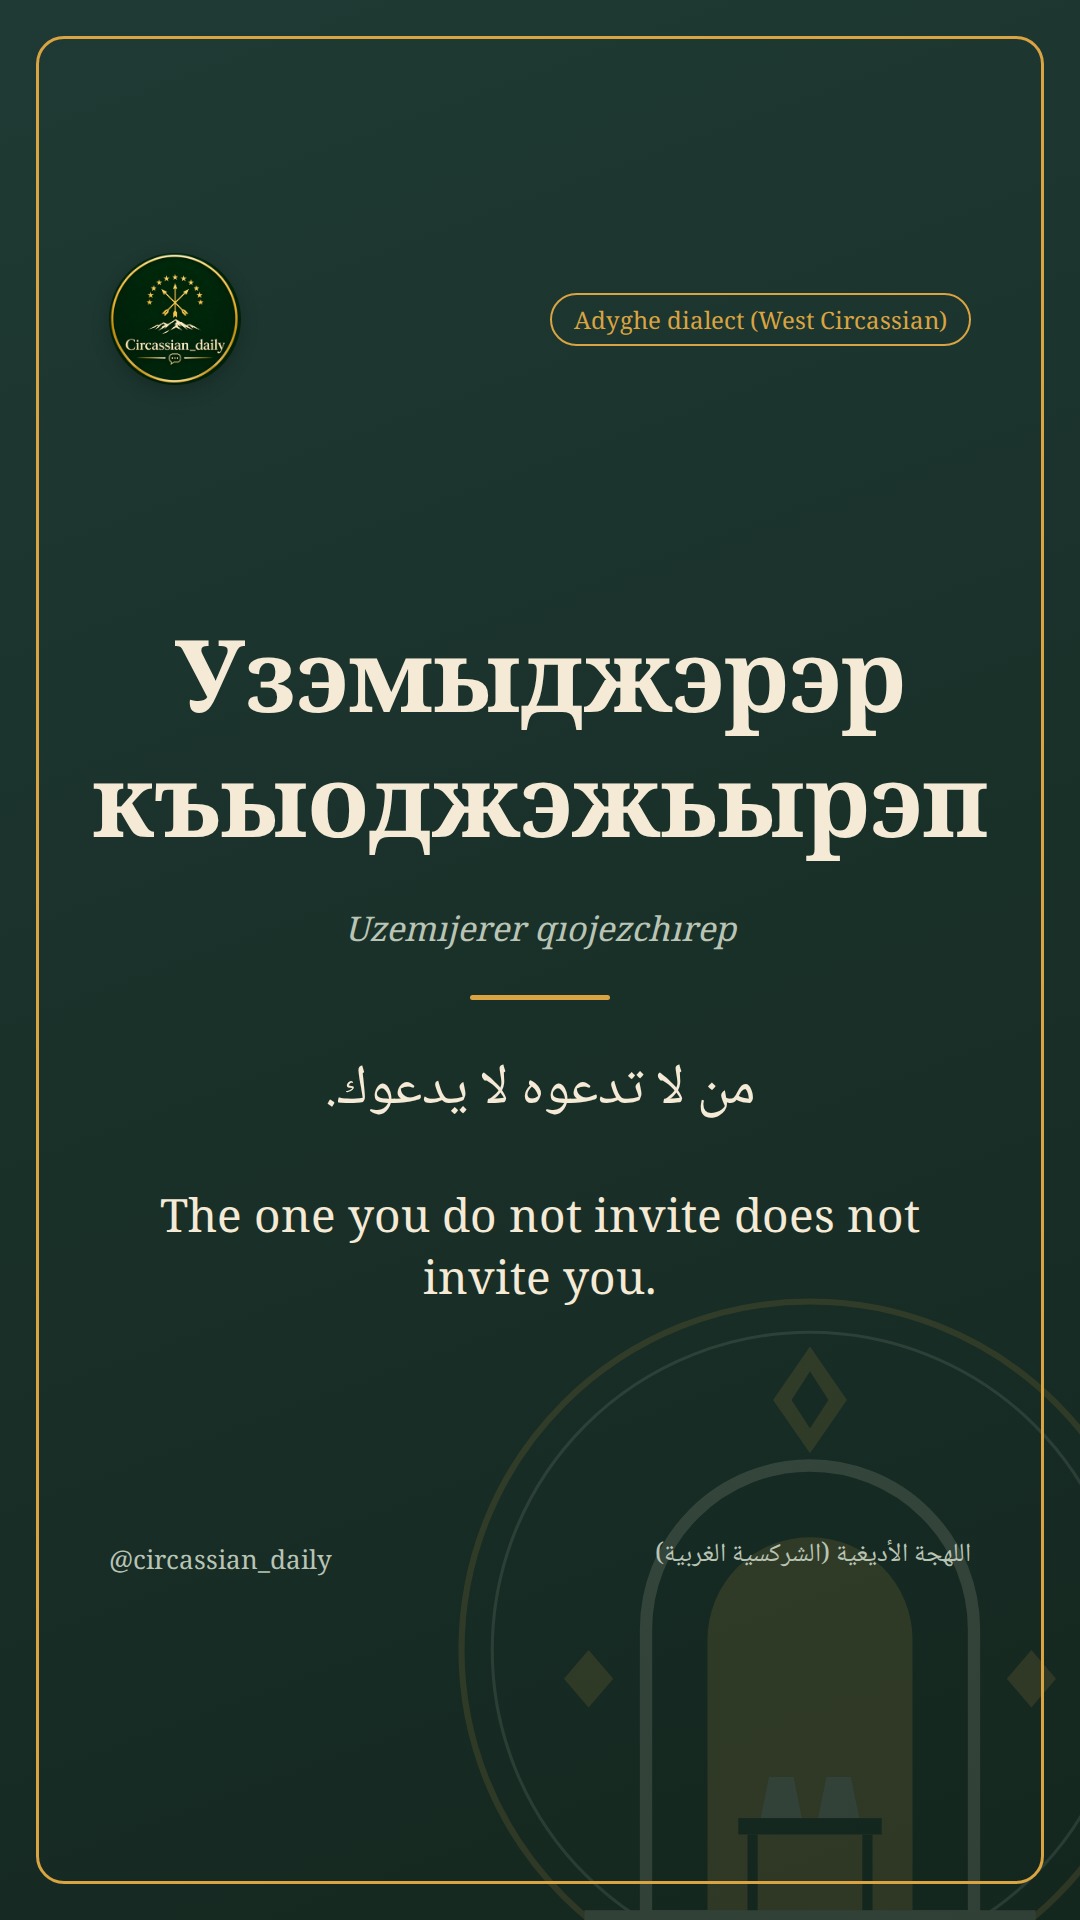 Circassian_daily
Adyghe dialect (West Circassian)
Узэмыджэрэр
къыоджэжьырэп
Uzemıjerer qıojezchırep
من لا تدعوه لا يدعوك.
The one you do not invite does not
invite you.
@circassian_daily
اللهجة الأديغية (الشركسية الغربية)